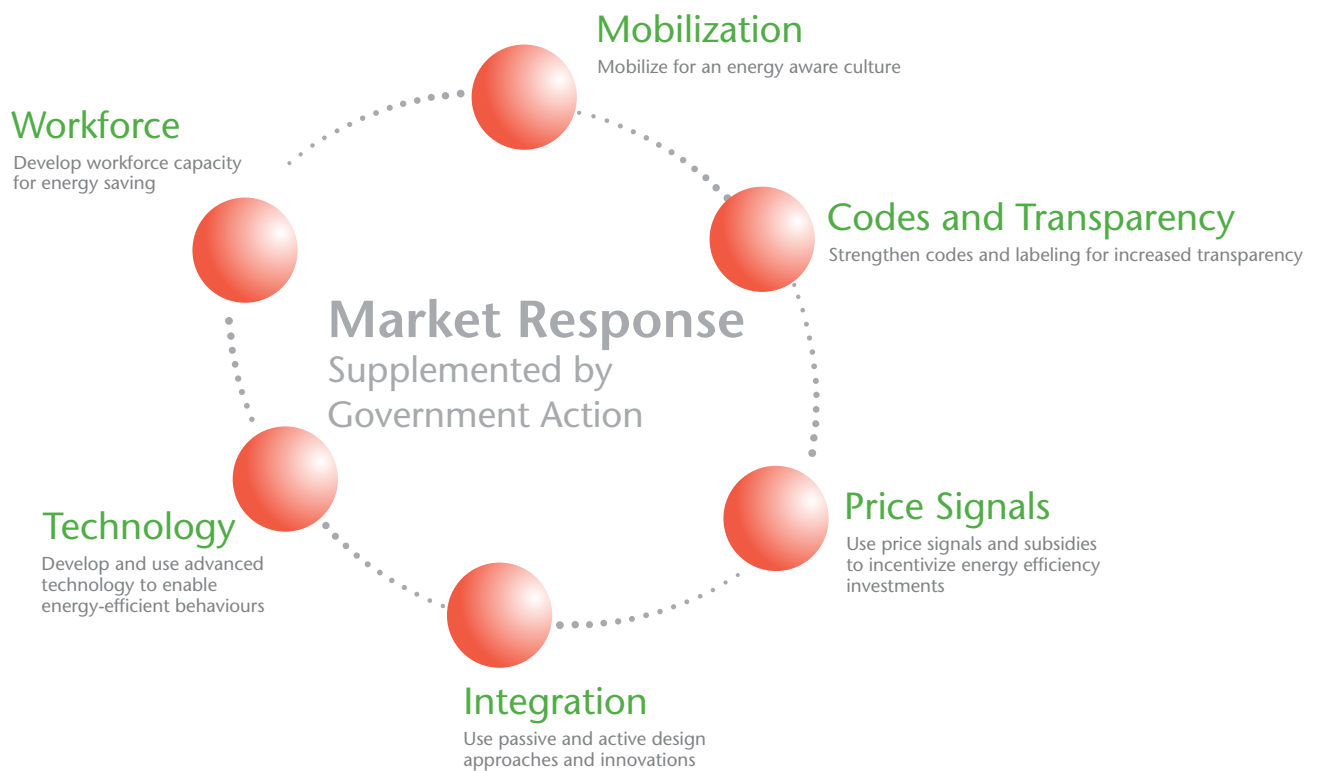 Mobilization
Mobilize for an energy aware culture
Workforce
Develop workforce capacity
for energy saving
Codes and Transparency
Strengthen codes and labeling for increased transparency
Market Response
Supplemented by
Government Action
Price Signals
Use price signals and subsidies
to incentivize energy efficiency
investments
Technology
Develop and use advanced
technology to enable
energy-efficient behaviours
Integration
Use passive and active design
approaches and innovations